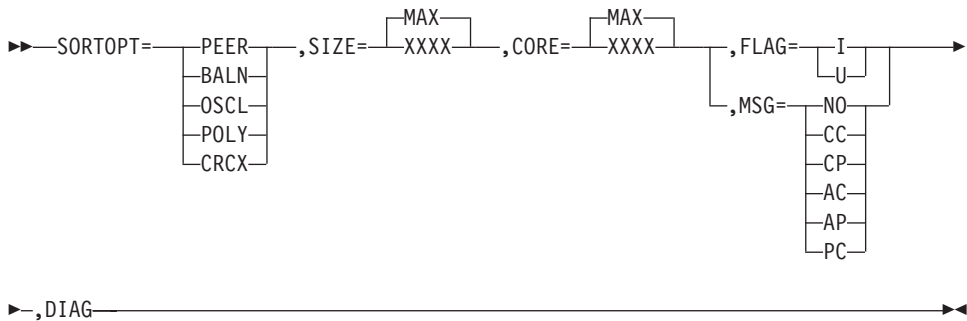 MAX MAX
SORTOPT= PEER ,SIZE= XXXX ,CORE= XXXX ,FLAG= I
BALN U
OSCL ,MSG= NO
POLY CC
CRCX CP
AC
AP
PC
,DIAG